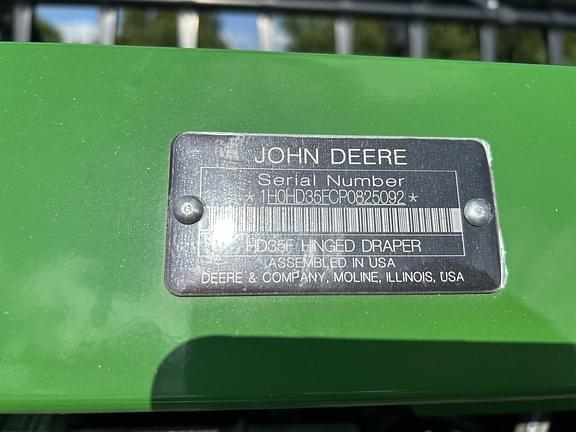 JOHN DEERE
Serial Number
*1H0HD35FCP0825092*
HD35F HINGED DRAPER
ASSEMBLED IN USA
DEERE & COMPANY, MOLINE, ILLINOIS, USA